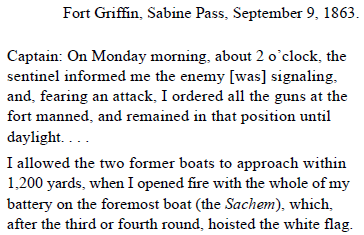 Fort Griffin, Sabine Pass, September 9, 1863.
Captain: On Monday morning, about 2 o’clock, the
sentinel informed me the enemy [was] signaling,
and, fearing an attack, I ordered all the guns at the
fort manned, and remained in that position until
daylight. . . .
I allowed the two former boats to approach within
1,200 yards, when I opened fire with the whole of my
battery on the foremost boat (the Sachem), which,
after the third or fourth round, hoisted the white flag.